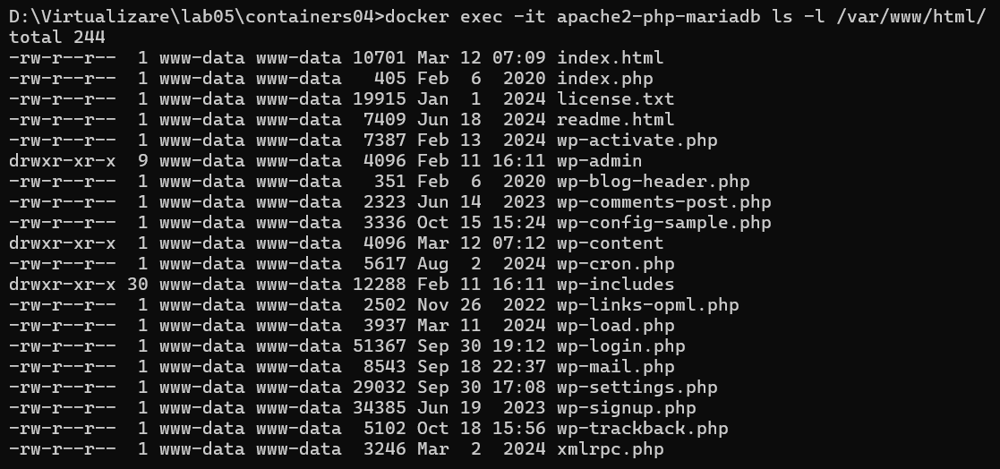 D:\Virtualizare\lab05\containers04>docker exec -it apache2-php-mariadb ls -l /var/www/html/
total 244
-rw-r--r--  1 www-data www-data 10701 Mar 12 07:09 index.html
-rw-r--r--  1 www-data www-data   405 Feb  6  2020 index.php
-rw-r--r--  1 www-data www-data 19915 Jan  1  2024 license.txt
-rw-r--r--  1 www-data www-data  7409 Jun 18  2024 readme.html
-rw-r--r--  1 www-data www-data  7387 Feb 13  2024 wp-activate.php
drwxr-xr-x  9 www-data www-data  4096 Feb 11 16:11 wp-admin
-rw-r--r--  1 www-data www-data   351 Feb  6  2020 wp-blog-header.php
-rw-r--r--  1 www-data www-data  2323 Jun 14  2023 wp-comments-post.php
-rw-r--r--  1 www-data www-data  3336 Oct 15 15:24 wp-config-sample.php
drwxr-xr-x  1 www-data www-data  4096 Mar 12 07:12 wp-content
-rw-r--r--  1 www-data www-data  5617 Aug  2  2024 wp-cron.php
drwxr-xr-x 30 www-data www-data 12288 Feb 11 16:11 wp-includes
-rw-r--r--  1 www-data www-data  2502 Nov 26  2022 wp-links-opml.php
-rw-r--r--  1 www-data www-data  3937 Mar 11  2024 wp-load.php
-rw-r--r--  1 www-data www-data 51367 Sep 30 19:12 wp-login.php
-rw-r--r--  1 www-data www-data  8543 Sep 18 22:37 wp-mail.php
-rw-r--r--  1 www-data www-data 29032 Sep 30 17:08 wp-settings.php
-rw-r--r--  1 www-data www-data 34385 Jun 19  2023 wp-signup.php
-rw-r--r--  1 www-data www-data  5102 Oct 18 15:56 wp-trackback.php
-rw-r--r--  1 www-data www-data  3246 Mar  2  2024 xmlrpc.php